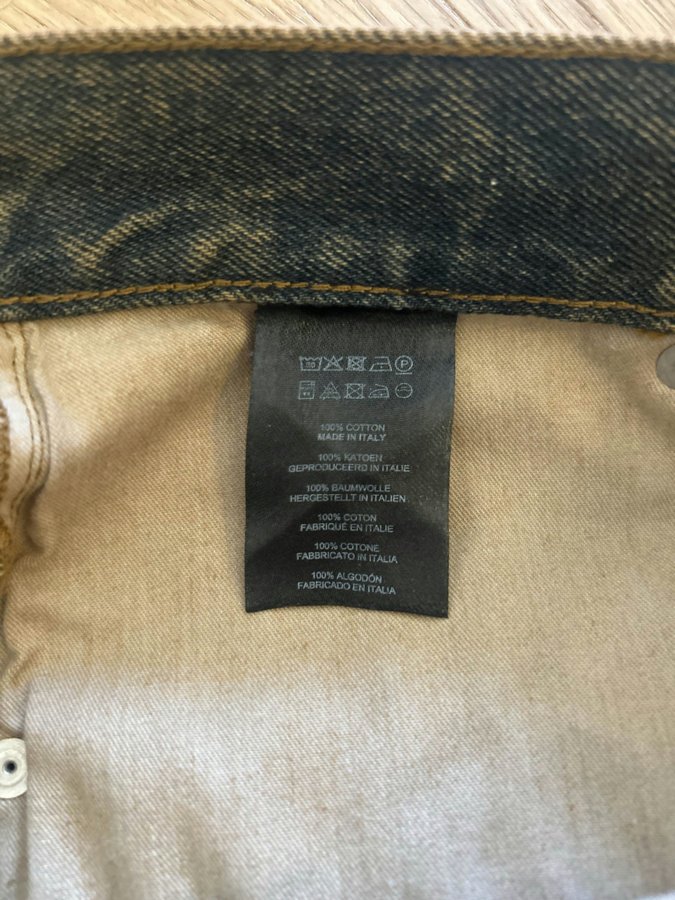 100% COTTON
MADE IN ITALY
100% KATOEN
GEPRODUCEERD IN ITALIE
100% BAUMWOLLE
HERGESTELLT IN ITALIEN
100% COTON
FABRIQUÉ EN ITALIE
100% COTONE
FABBRICATO IN ITALIA
100% ALGODÓN
FABRICADO EN ITALIA